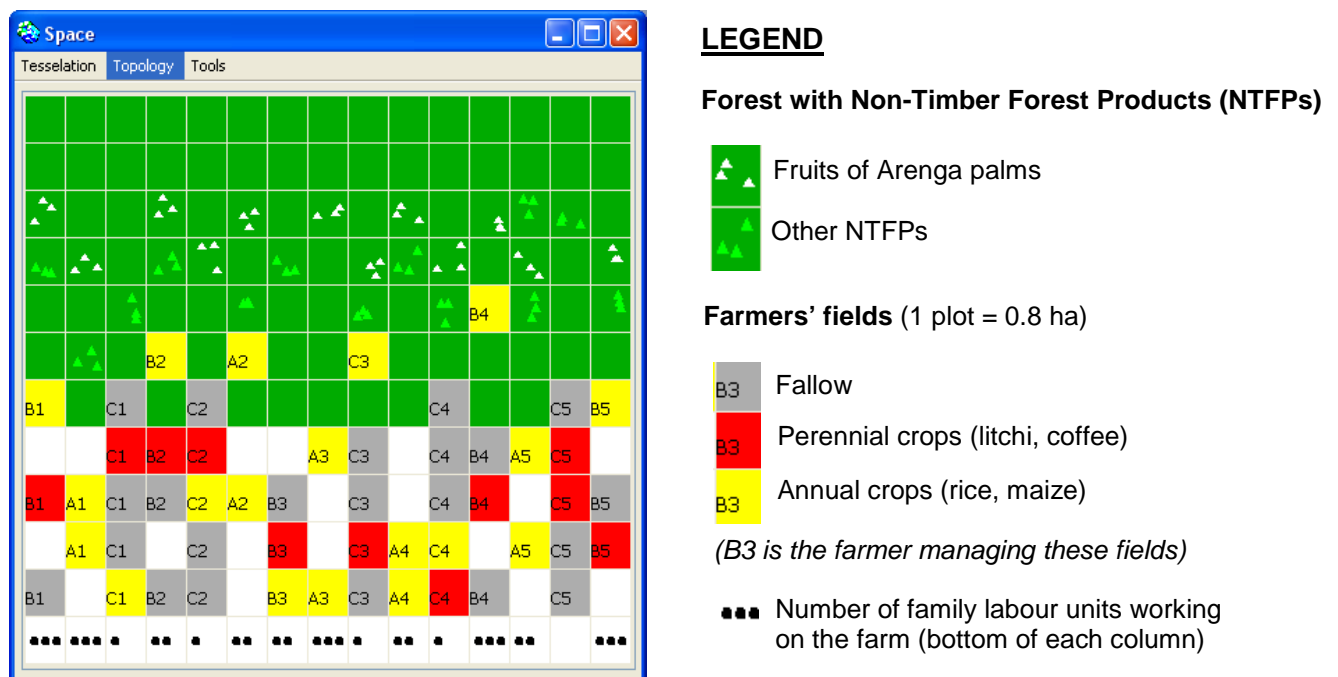 Space
Tesselation Topology Tools
B4
B2 A2 C3
B1 C1 C2 C4 C5 B5
C1 B2 C2 A3 C3 C4 B4 A5 C5
B1 A1 C1 B2 C2 A2 B3 C3 C4 B4 C5 B5
A1 C1 C2 B3 C3 A4 C4 A5 C5 B5
B1 C1 B2 C2 B3 A3 C3 A4 C4 B4 C5
LEGEND
Forest with Non-Timber Forest Products (NTFPs)
Fruits of Arenga palms
Other NTFPs
Farmers’ fields (1 plot = 0.8 ha)
B3 Fallow
B3 Perennial crops (litchi, coffee)
B3 Annual crops (rice, maize)
(B3 is the farmer managing these fields)
Number of family labour units working
on the farm (bottom of each column)